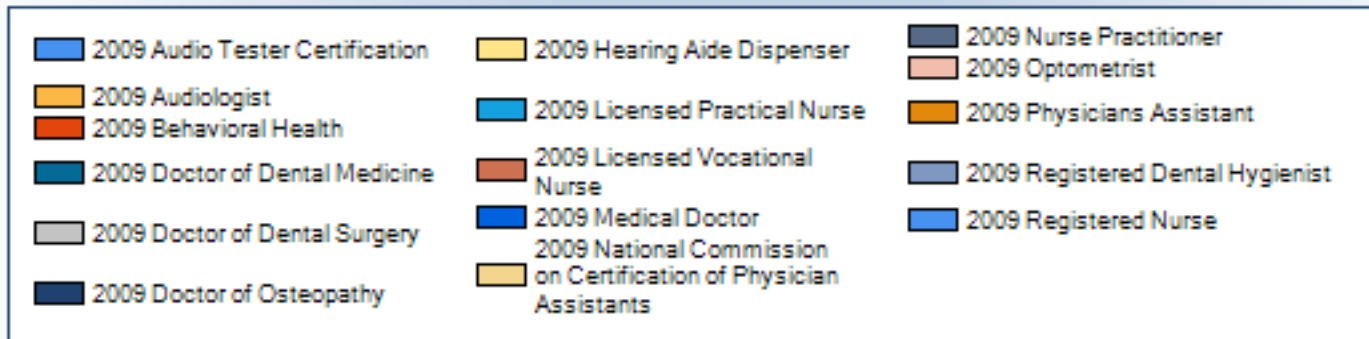 2009 Audio Tester Certification
2009 Audiologist
2009 Behavioral Health
2009 Doctor of Dental Medicine
2009 Doctor of Dental Surgery
2009 Doctor of Osteopathy
2009 Hearing Aide Dispenser
2009 Licensed Practical Nurse
2009 Licensed Vocational
Nurse
2009 Medical Doctor
2009 National Commission
on Certification of Physician
Assistants
2009 Nurse Practitioner
2009 Optometrist
2009 Physicians Assistant
2009 Registered Dental Hygienist
2009 Registered Nurse